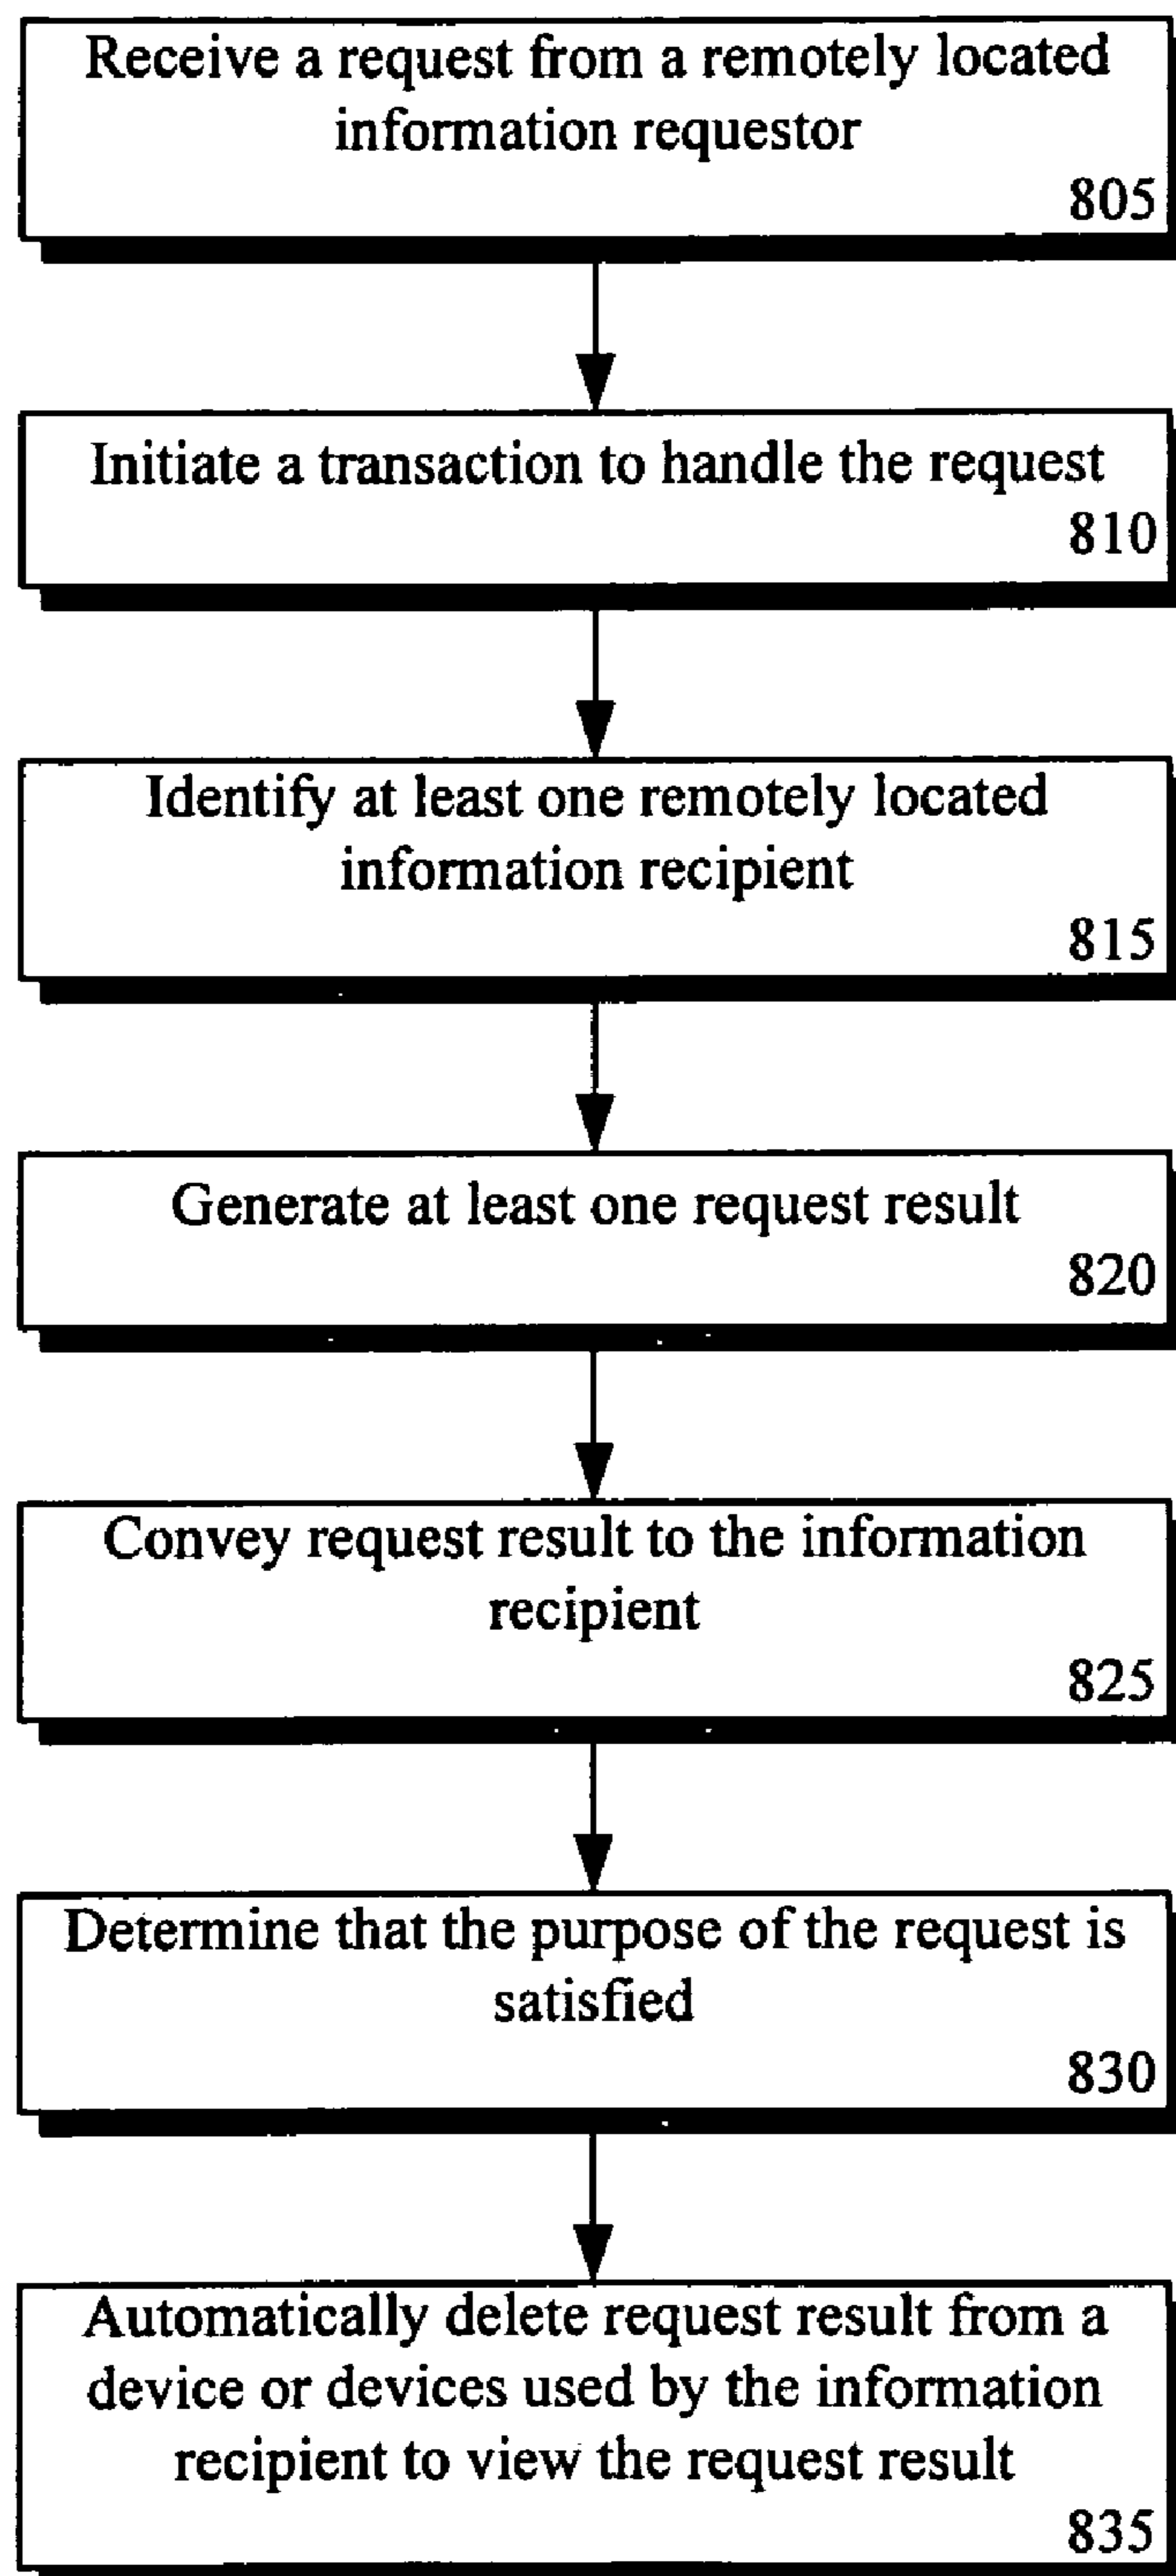 Receive a request from a remotely located
information requestor
805
Initiate a transaction to handle the request
810
Identify at least one remotely located
information recipient
815
Generate at least one request result
820
Convey request result to the information
recipient
825
Determine that the purpose of the request is
satisfied
830
Automatically delete request result from a
device or devices used by the information
recipient to view the request result
835